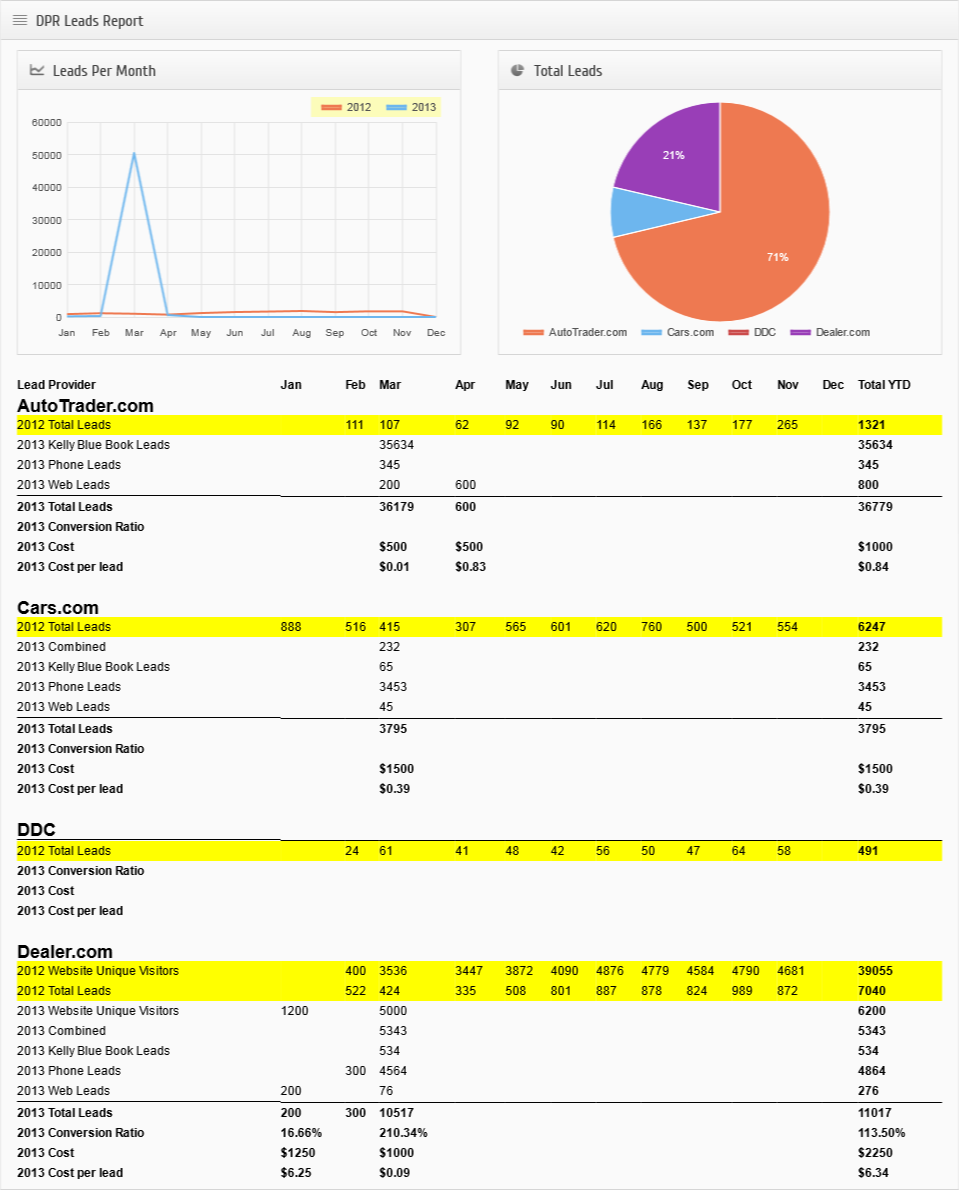 DPR Leads Report
Leads Per Month
2012 2013
60000
50000
40000
30000
20000
10000
0
Jan Feb Mar Apr May Jun Jul Aug Sep Oct Nov Dec
Total Leads
21%
71%
AutoTrader.com Cars.com DDC Dealer.com
Lead Provider Jan Feb Mar Apr May Jun Jul Aug Sep Oct Nov Dec Total YTD
AutoTrader.com
2012 Total Leads 111 107 62 92 90 114 166 137 177 265 1321
2013 Kelly Blue Book Leads 35634 35634
2013 Phone Leads 345 345
2013 Web Leads 200 600 800
2013 Total Leads 36179 600 36779
2013 Conversion Ratio
2013 Cost $500 $500 $1000
2013 Cost per lead $0.01 $0.83 $0.84
Cars.com
2012 Total Leads 888 516 415 307 565 601 620 760 500 521 554 6247
2013 Combined 232 232
2013 Kelly Blue Book Leads 65 65
2013 Phone Leads 3453 3453
2013 Web Leads 45 45
2013 Total Leads 3795 3795
2013 Conversion Ratio
2013 Cost $1500 $1500
2013 Cost per lead $0.39 $0.39
DDC
2012 Total Leads 24 61 41 48 42 56 50 47 64 58 491
2013 Conversion Ratio
2013 Cost
2013 Cost per lead
Dealer.com
2012 Website Unique Visitors 400 3536 3447 3872 4090 4876 4779 4584 4790 4681 39055
2012 Total Leads 522 424 335 508 801 887 878 824 989 872 7040
2013 Website Unique Visitors 1200 5000 6200
2013 Combined 5343 5343
2013 Kelly Blue Book Leads 534 534
2013 Phone Leads 300 4564 4864
2013 Web Leads 200 76 276
2013 Total Leads 200 300 10517 11017
2013 Conversion Ratio 16.66% 210.34% 113.50%
2013 Cost $1250 $1000 $2250
2013 Cost per lead $6.25 $0.09 $6.34